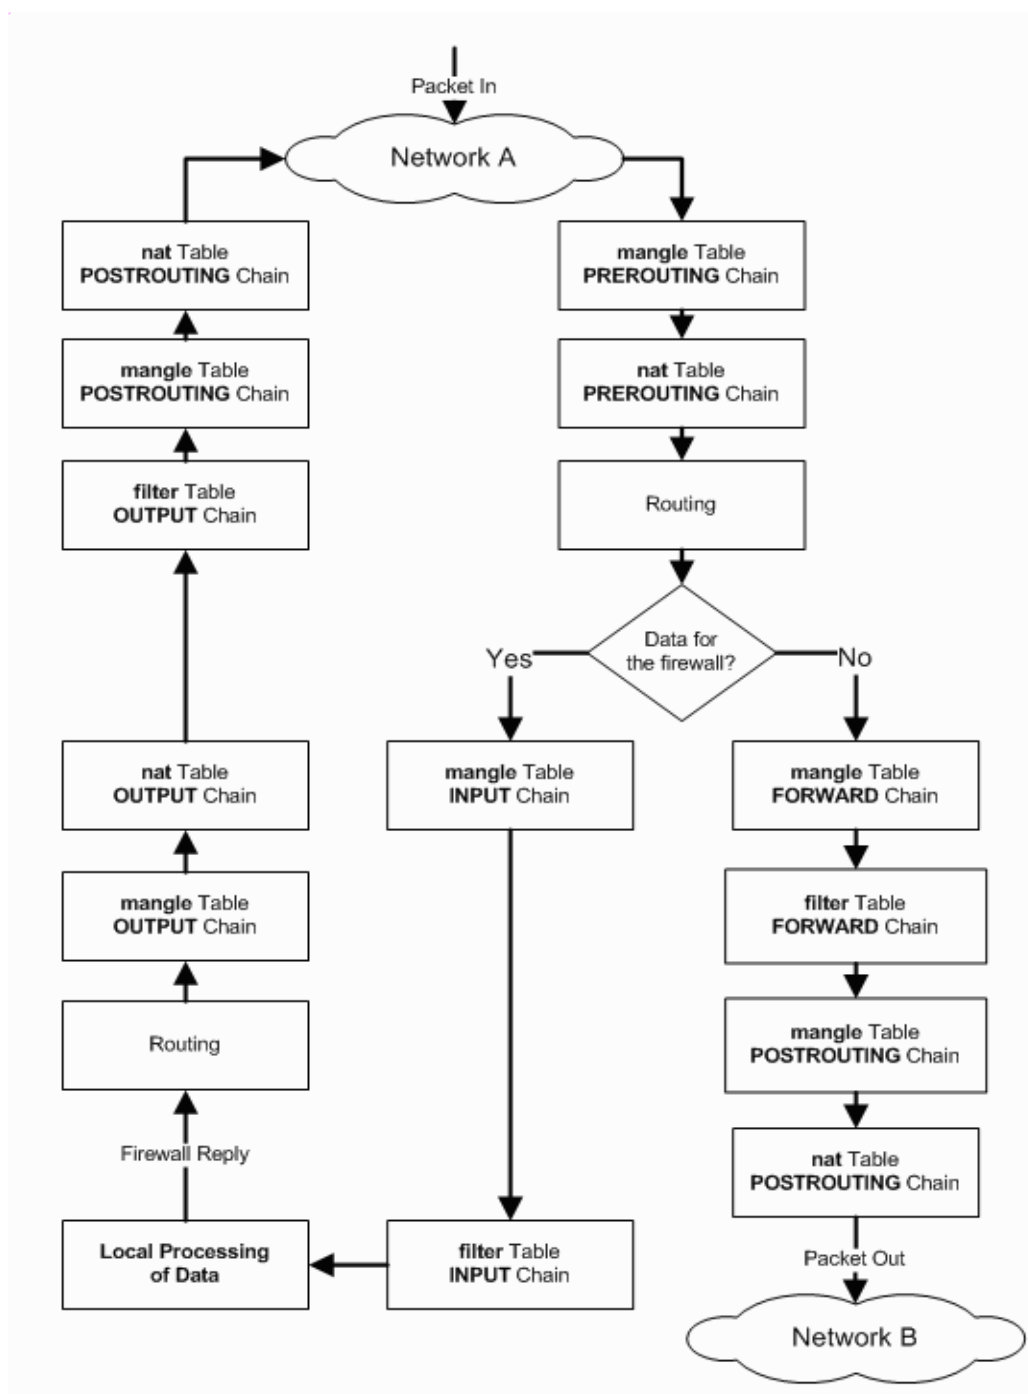 Packet In
Network A
nat Table
POSTROUTING Chain
mangle Table
PREROUTING Chain
mangle Table
POSTROUTING Chain
nat Table
PREROUTING Chain
filter Table
OUTPUT Chain
Routing
Data for
the firewall?
Yes
No
nat Table
OUTPUT Chain
mangle Table
INPUT Chain
mangle Table
FORWARD Chain
mangle Table
OUTPUT Chain
filter Table
FORWARD Chain
Routing
mangle Table
POSTROUTING Chain
Firewall Reply
nat Table
POSTROUTING Chain
Local Processing
of Data
filter Table
INPUT Chain
Packet Out
Network B